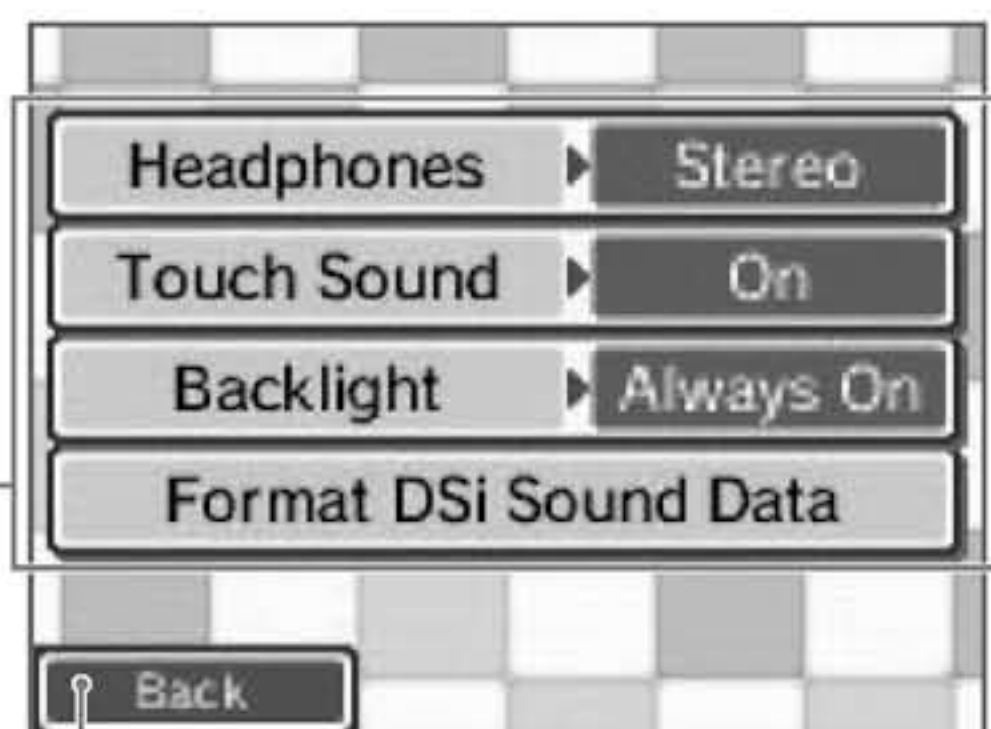 Headphones Stereo
Touch Sound On
Backlight Always On
Format DSi Sound Data
Back